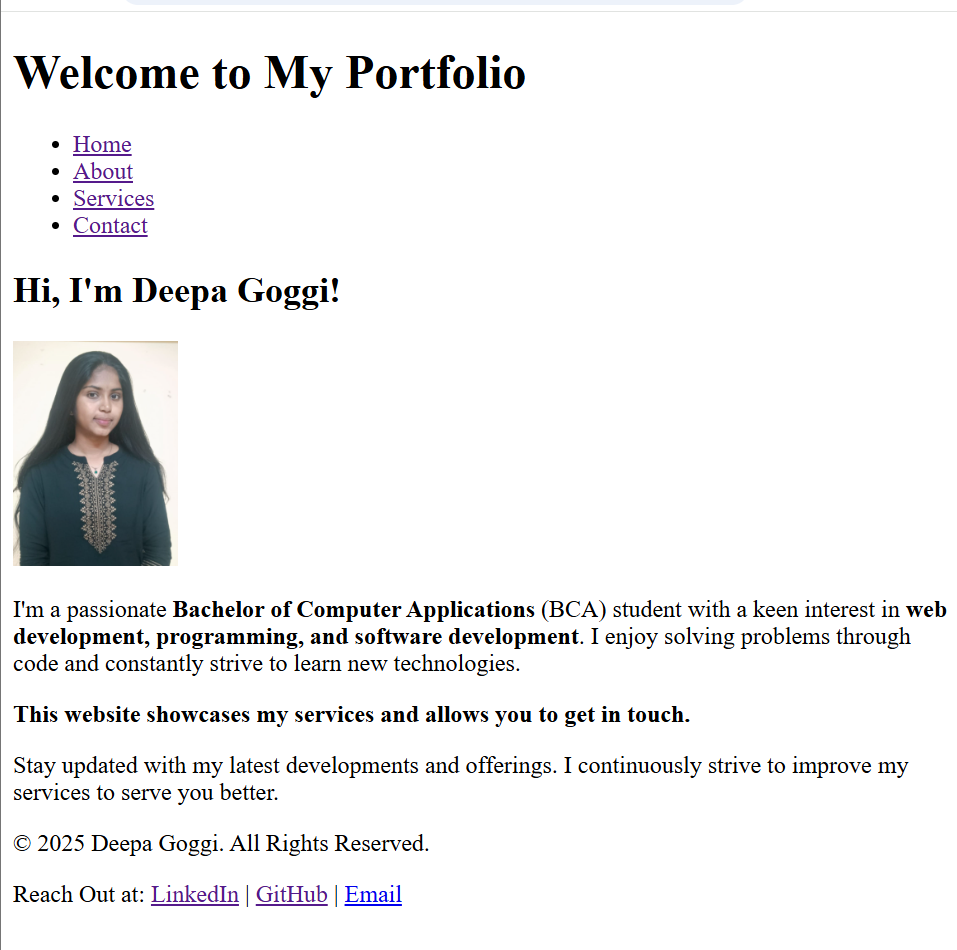 Welcome to My Portfolio
Home
About
Services
Contact
Hi, I'm Deepa Goggi!
I'm a passionate Bachelor of Computer Applications (BCA) student with a keen interest in web
development, programming, and software development. I enjoy solving problems through
code and constantly strive to learn new technologies.
This website showcases my services and allows you to get in touch.
Stay updated with my latest developments and offerings. I continuously strive to improve my
services to serve you better.
© 2025 Deepa Goggi. All Rights Reserved.
Reach Out at: LinkedIn | GitHub | Email